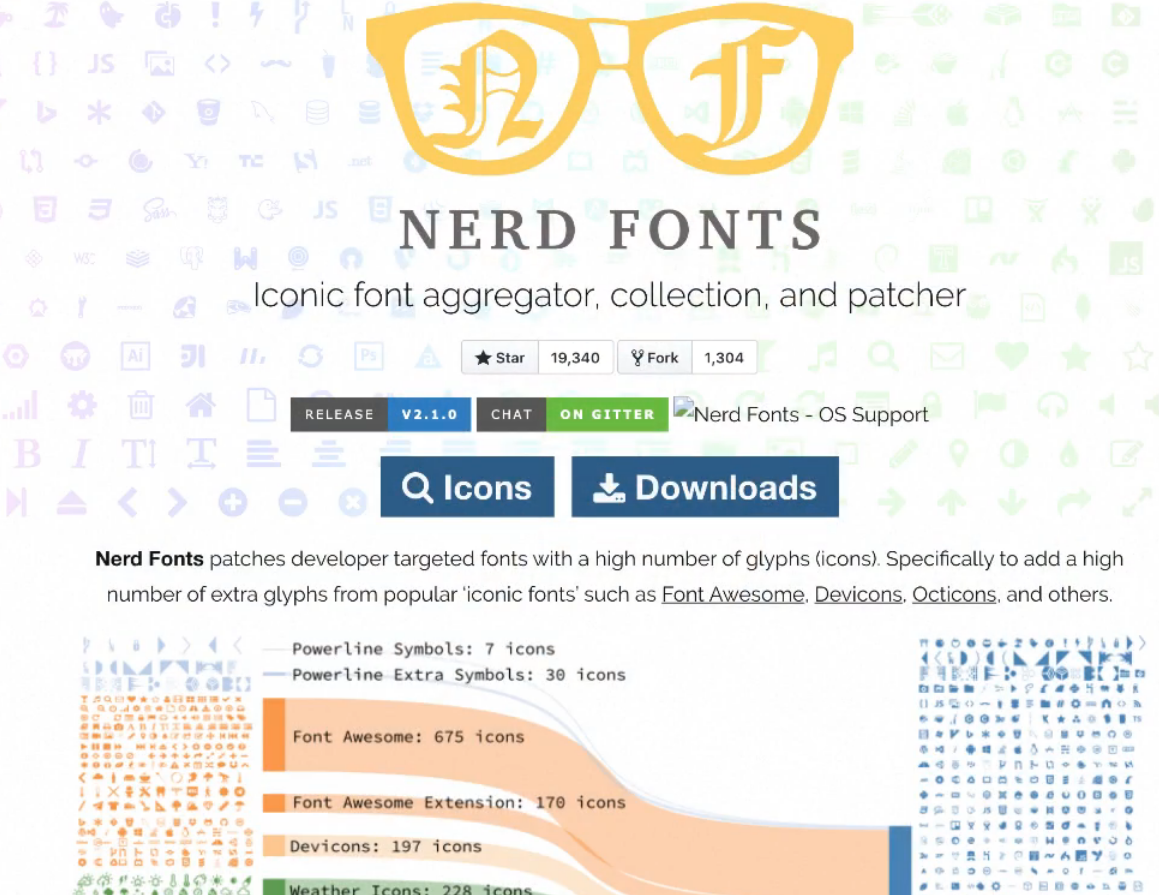 N F
NERD FONTS
Iconic font aggregator, collection, and patcher
Star 19,340 Fork 1,304
RELEASE V2.1.0 CHAT ON GITTER Nerd Fonts - OS Support
Icons Downloads
Nerd Fonts patches developer targeted fonts with a high number of glyphs (icons). Specifically to add a high
number of extra glyphs from popular ‘iconic fonts’ such as Font Awesome, Devicons, Octicons, and others.
Powerline Symbols: 7 icons
Powerline Extra Symbols: 30 icons
Font Awesome: 675 icons
Font Awesome Extension: 170 icons
Devicons: 197 icons
Weather Icons: 228 icons